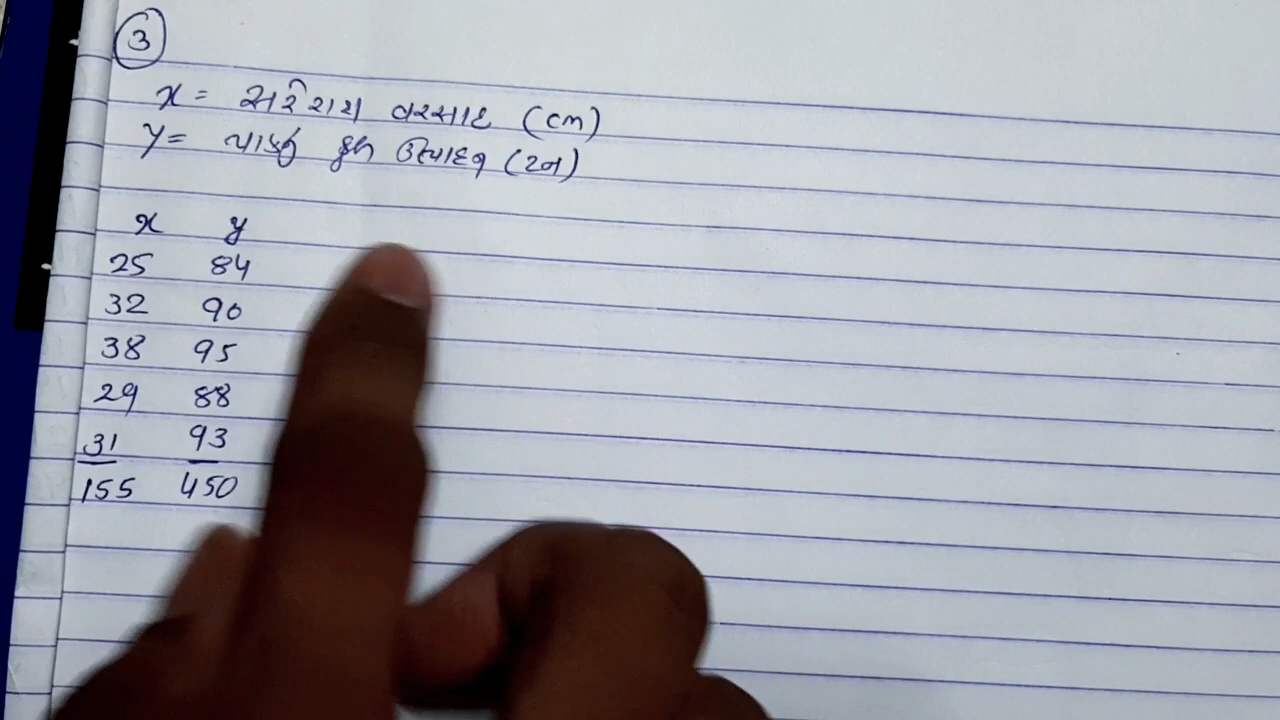 3
x = સરેરાશ વરસાદ (cm)
y = પાકનું કુલ ઉત્પાદન (ટન)
x y
25 84
32 90
38 95
29 88
31 93
155 450